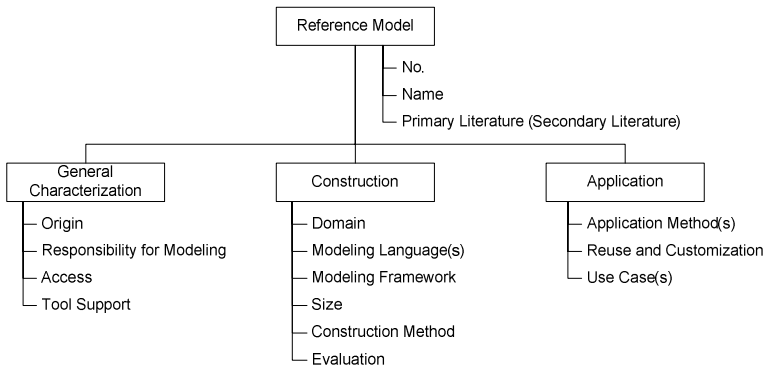 Reference Model
No.
Name
Primary Literature (Secondary Literature)
General
Characterization
Origin
Responsibility for Modeling
Access
Tool Support
Construction
Domain
Modeling Language(s)
Modeling Framework
Size
Construction Method
Evaluation
Application
Application Method(s)
Reuse and Customization
Use Case(s)